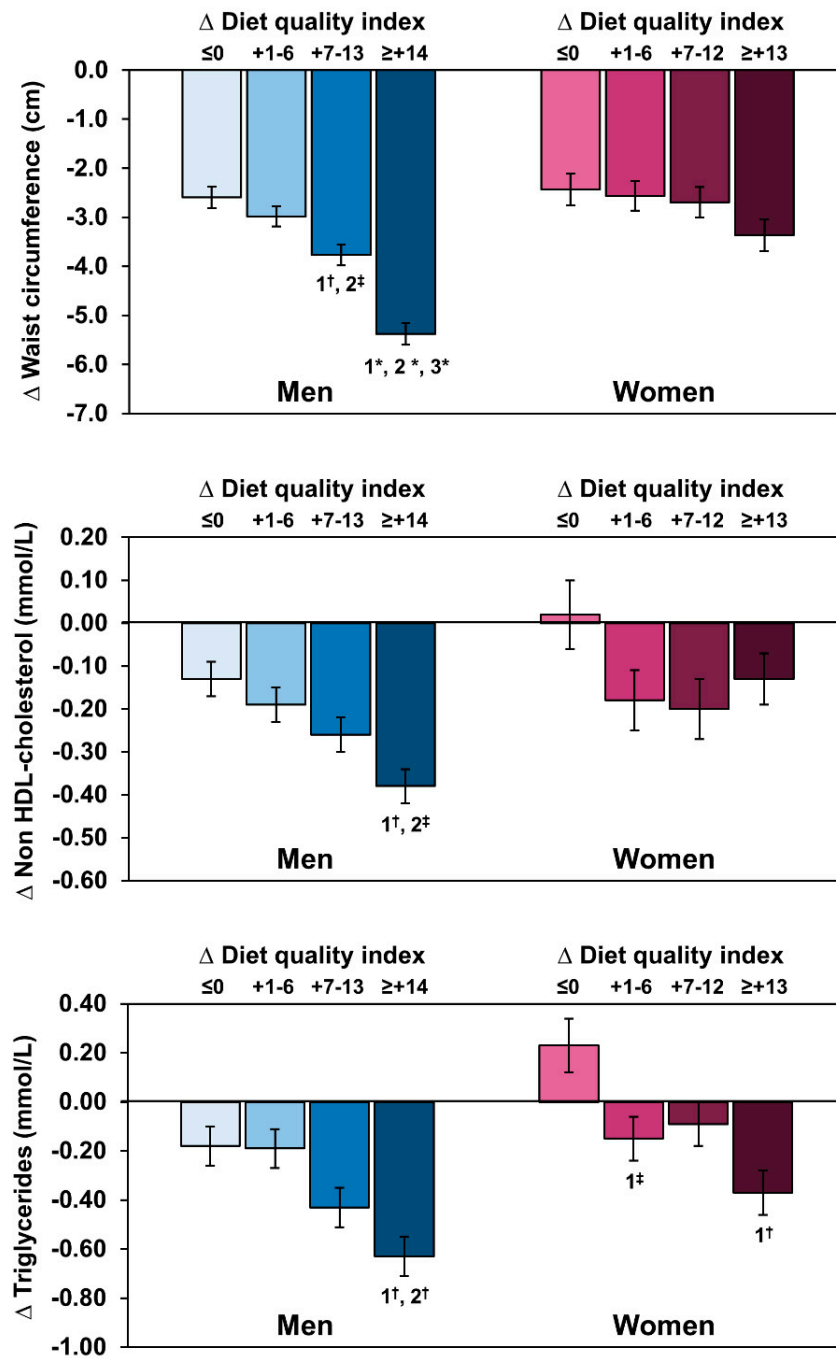 Δ Diet quality index Δ Diet quality index
≤0 +1-6 +7-13 ≥+14 ≤0 +1-6 +7-12 ≥+13
Δ Waist circumference (cm)
0.0
-1.0
-2.0
-3.0
-4.0
-5.0
-6.0
-7.0
1†, 2‡
1*, 2 *, 3*
Men Women
Δ Diet quality index Δ Diet quality index
≤0 +1-6 +7-13 ≥+14 ≤0 +1-6 +7-12 ≥+13
Δ Non HDL-cholesterol (mmol/L)
0.20
0.10
0.00
-0.10
-0.20
-0.30
-0.40
-0.50
-0.60
1†, 2‡
Men Women
Δ Diet quality index Δ Diet quality index
≤0 +1-6 +7-13 ≥+14 ≤0 +1-6 +7-12 ≥+13
Δ Triglycerides (mmol/L)
0.40
0.20
0.00
-0.20
-0.40
-0.60
-0.80
-1.00
1‡
1†
1†, 2†
Men Women